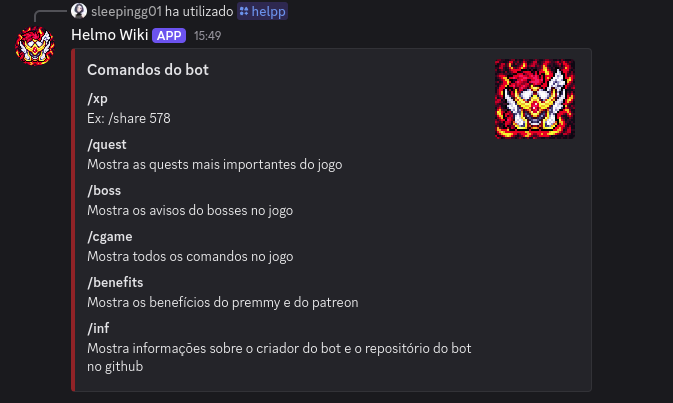 sleepingg01 ha utilizado helpp
Helmo Wiki APP 15:49
Comandos do bot
/xp
Ex: /share 578
/quest
Mostra as quests mais importantes do jogo
/boss
Mostra os avisos do bosses no jogo
/cgame
Mostra todos os comandos no jogo
/benefits
Mostra os benefícios do premmy e do patreon
/inf
Mostra informações sobre o criador do bot e o repositório do bot
no github